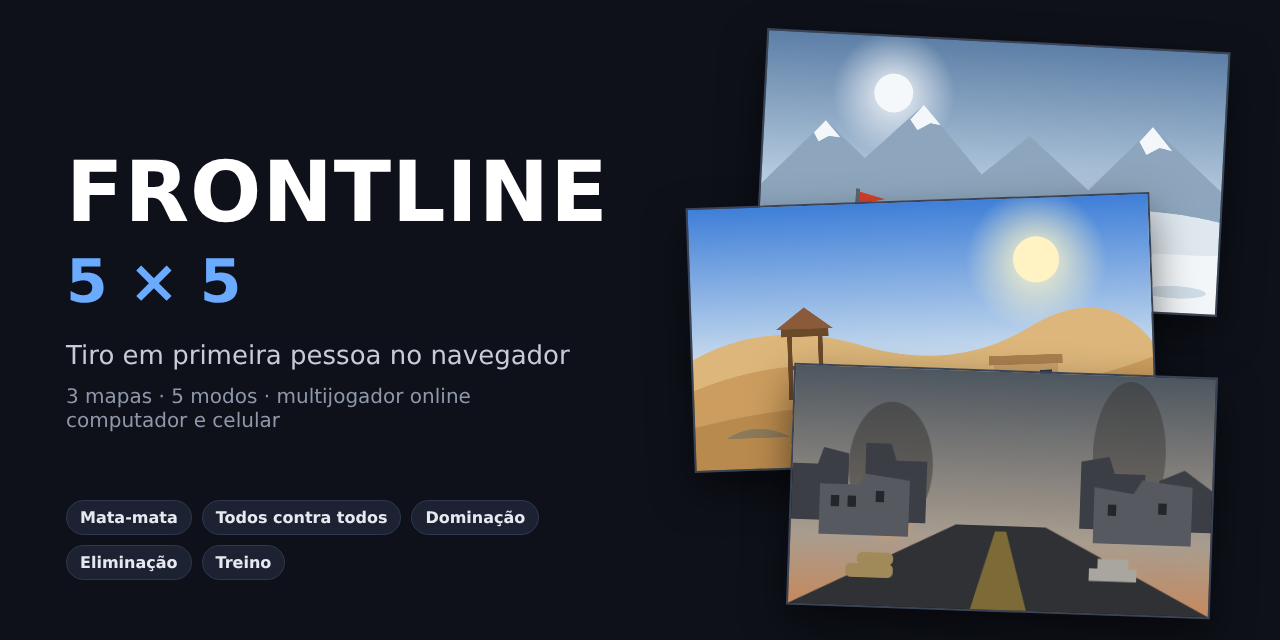 FRONTLINE
5 × 5
Tiro em primeira pessoa no navegador
3 mapas · 5 modos · multijogador online
computador e celular
Mata-mata Todos contra todos Dominação
Eliminação Treino